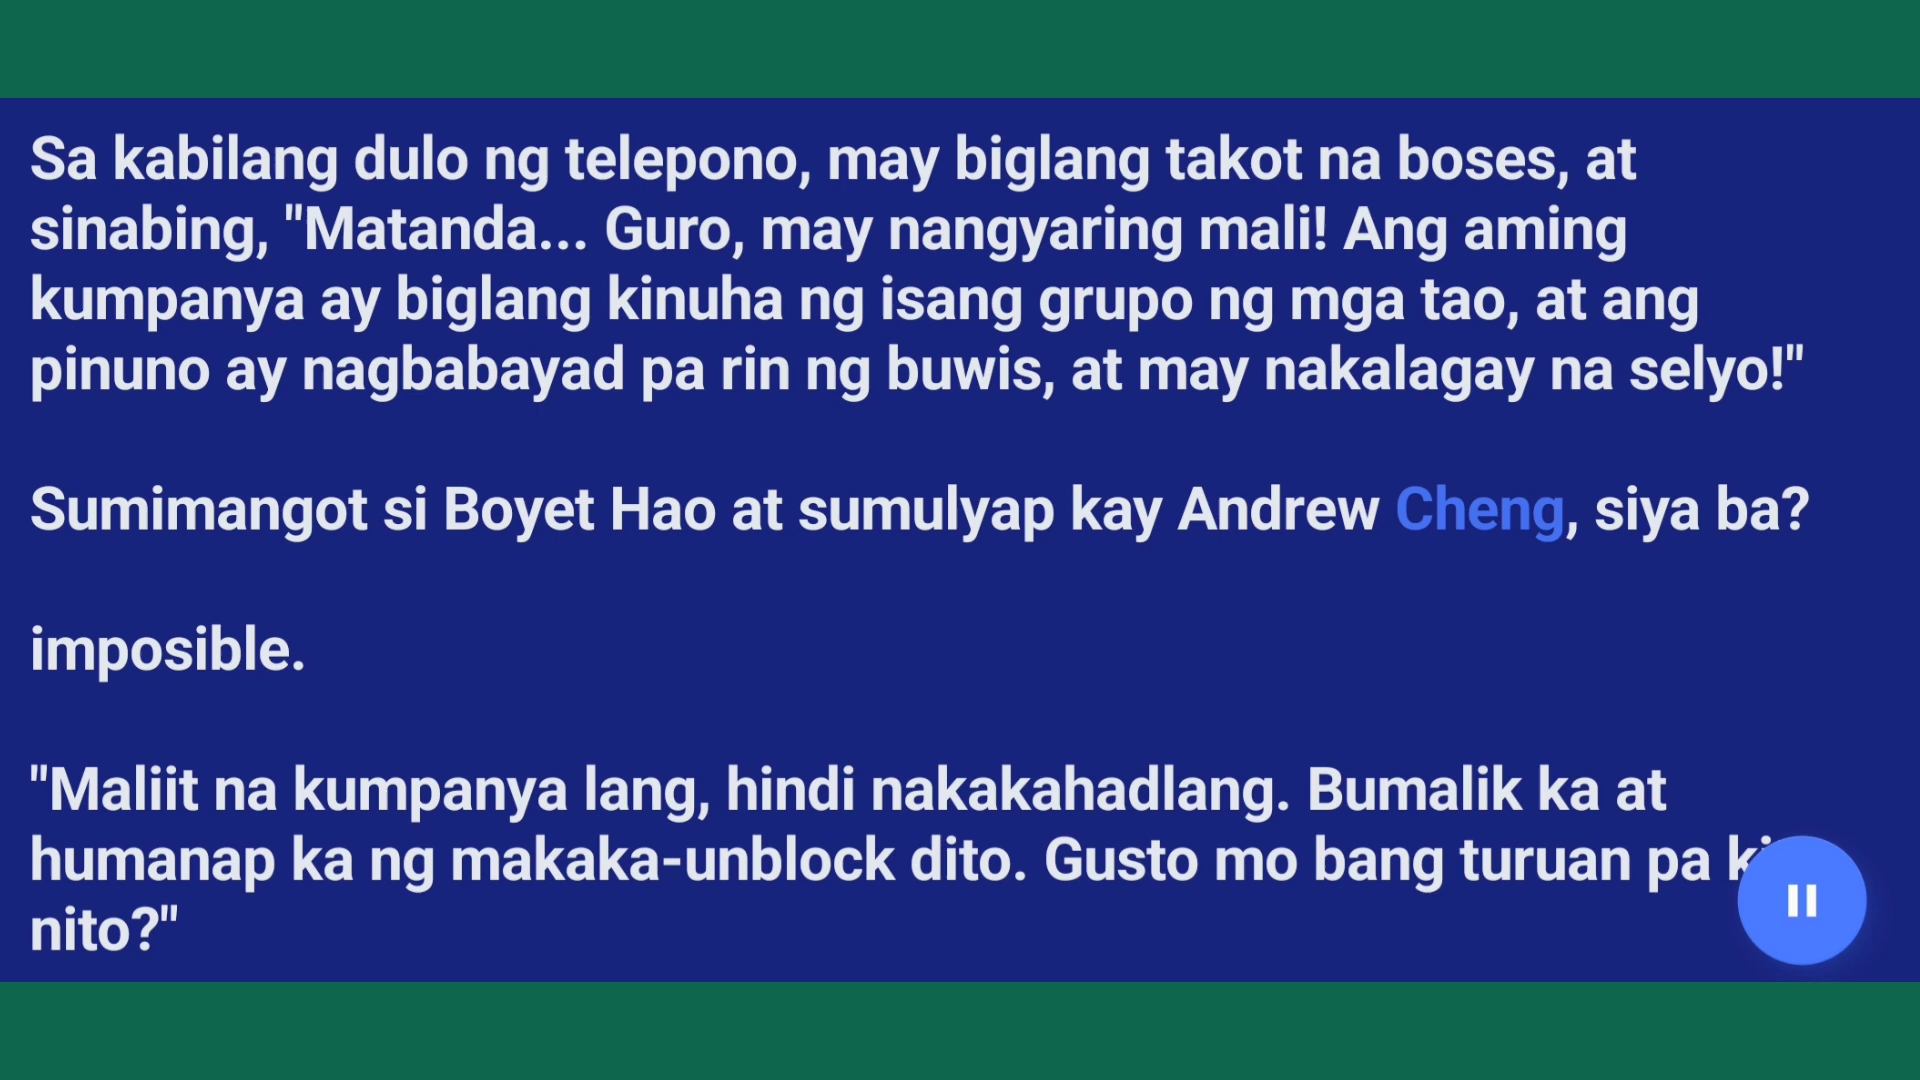 Sa kabilang dulo ng telepono, may biglang takot na boses, at
sinabing, "Matanda... Guro, may nangyaring mali! Ang aming
kumpanya ay biglang kinuha ng isang grupo ng mga tao, at ang
pinuno ay nagbabayad pa rin ng buwis, at may nakalagay na selyo!"
Sumimangot si Boyet Hao at sumulyap kay Andrew Cheng, siya ba?
imposible.
"Maliit na kumpanya lang, hindi nakakahadlang. Bumalik ka at
humanap ka ng makaka-unblock dito. Gusto mo bang turuan pa
nito?"